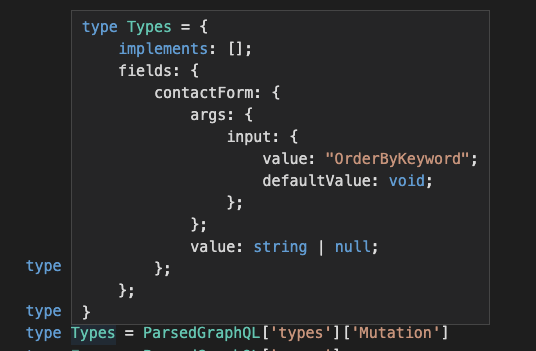 type Types = {
    implements: [];
    fields: {
        contactForm: {
            args: {
                input: {
                    value: "OrderByKeyword";
                    defaultValue: void;
                };
            };
            value: string | null;
type
        };
    };
type
}
type Types = ParsedGraphQL['types']['Mutation']